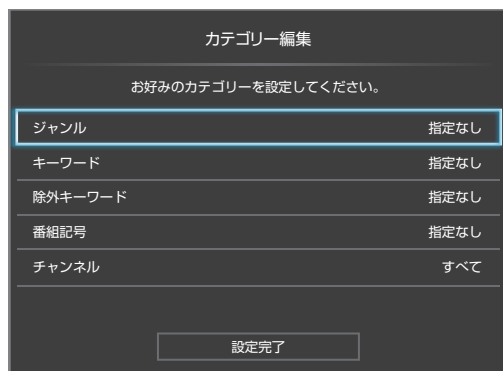 カテゴリー編集
お好みのカテゴリーを設定してください。
ジャンル 指定なし
キーワード 指定なし
除外キーワード 指定なし
番組記号 指定なし
チャンネル すべて
設定完了